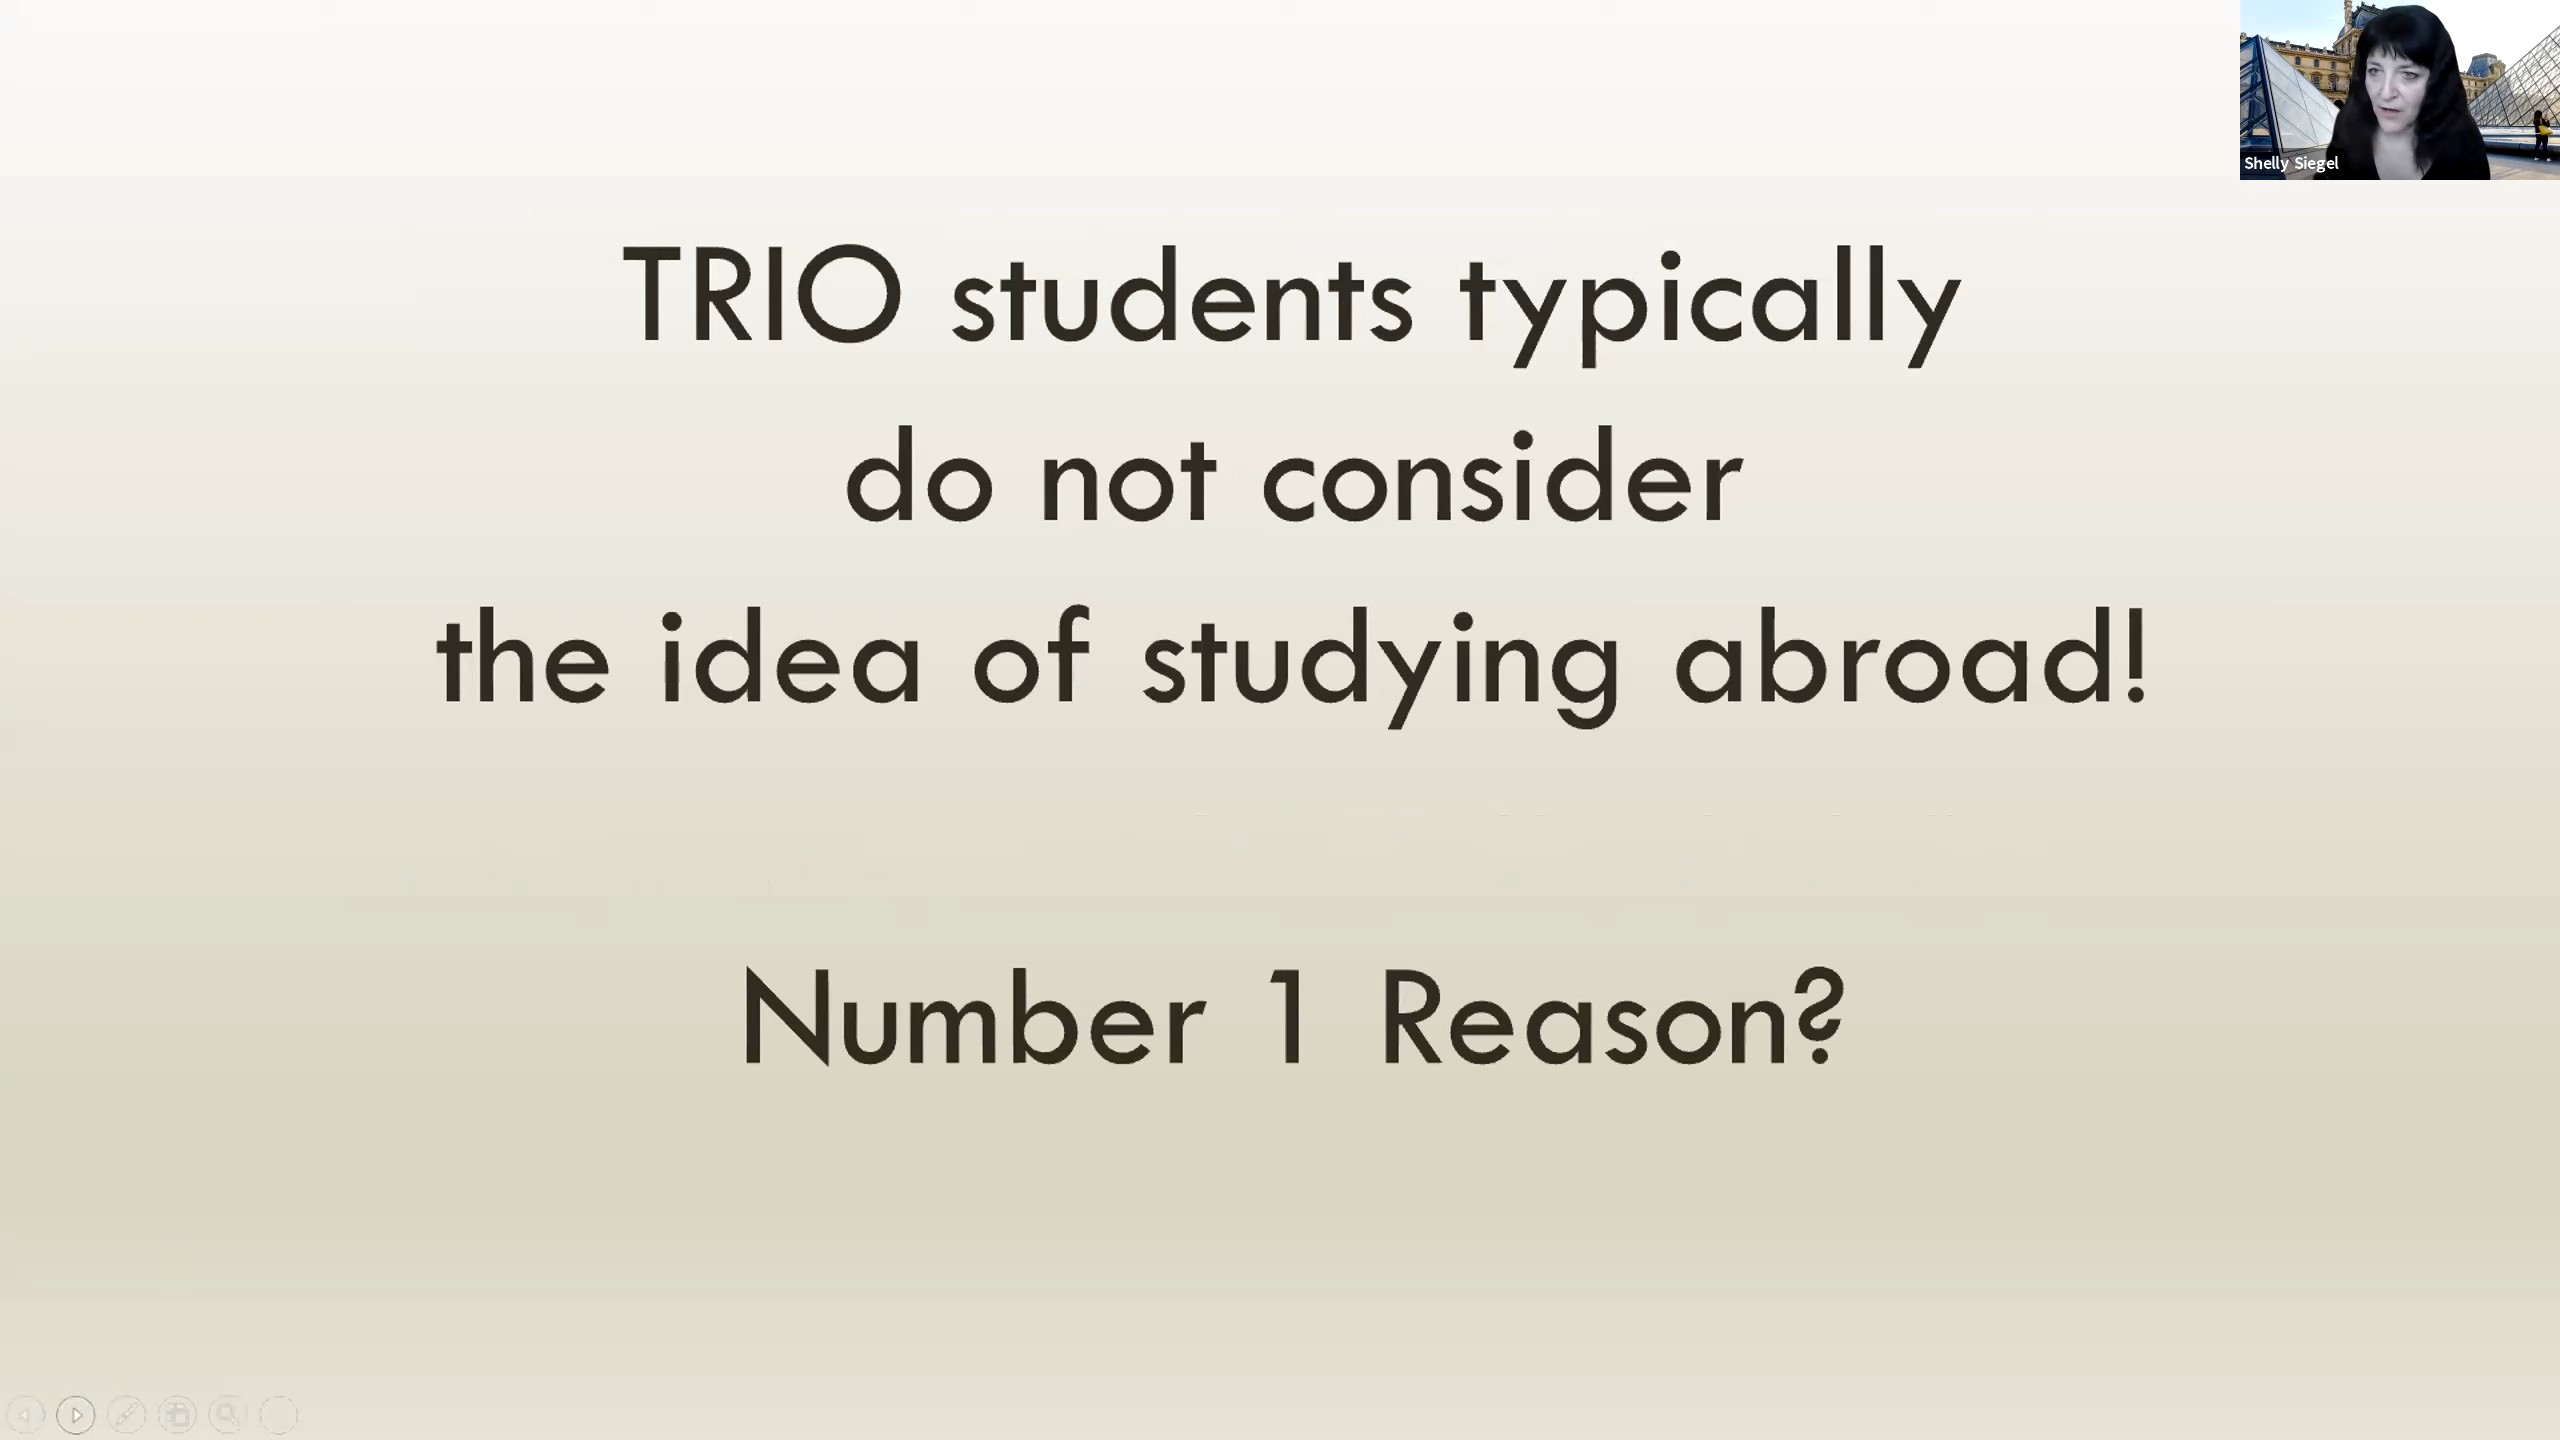 Shelly Siegel
TRIO students typically
do not consider
the idea of studying abroad!
Number 1 Reason?